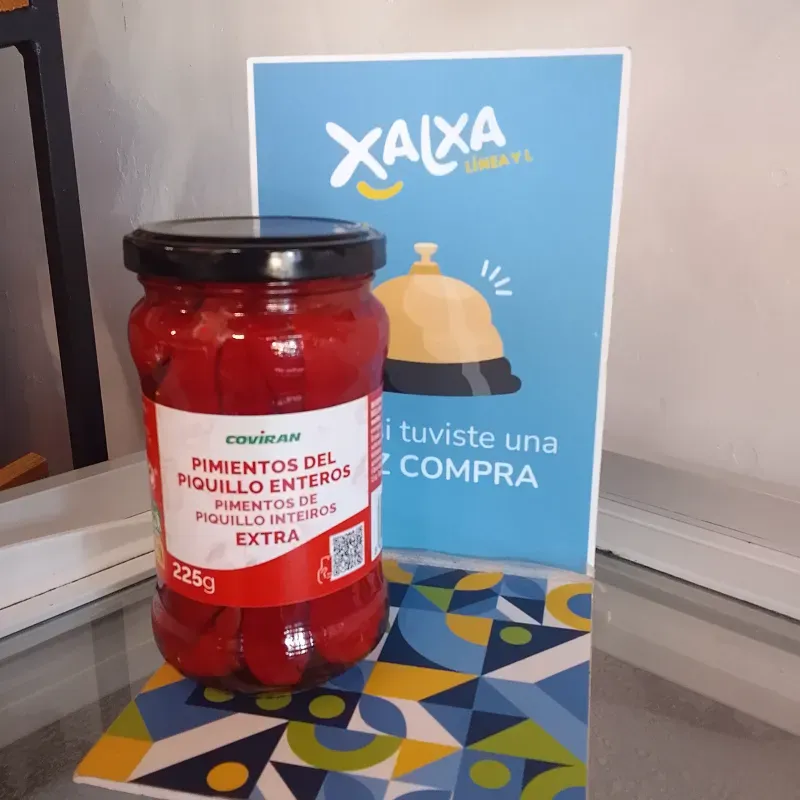 XALXA
LÍNEA Y L
i tuviste una
Z COMPRA
COVIRAN
PIMIENTOS DEL
PIQUILLO ENTEROS
PIMENTOS DE
PIQUILLO INTEIROS
EXTRA
225g